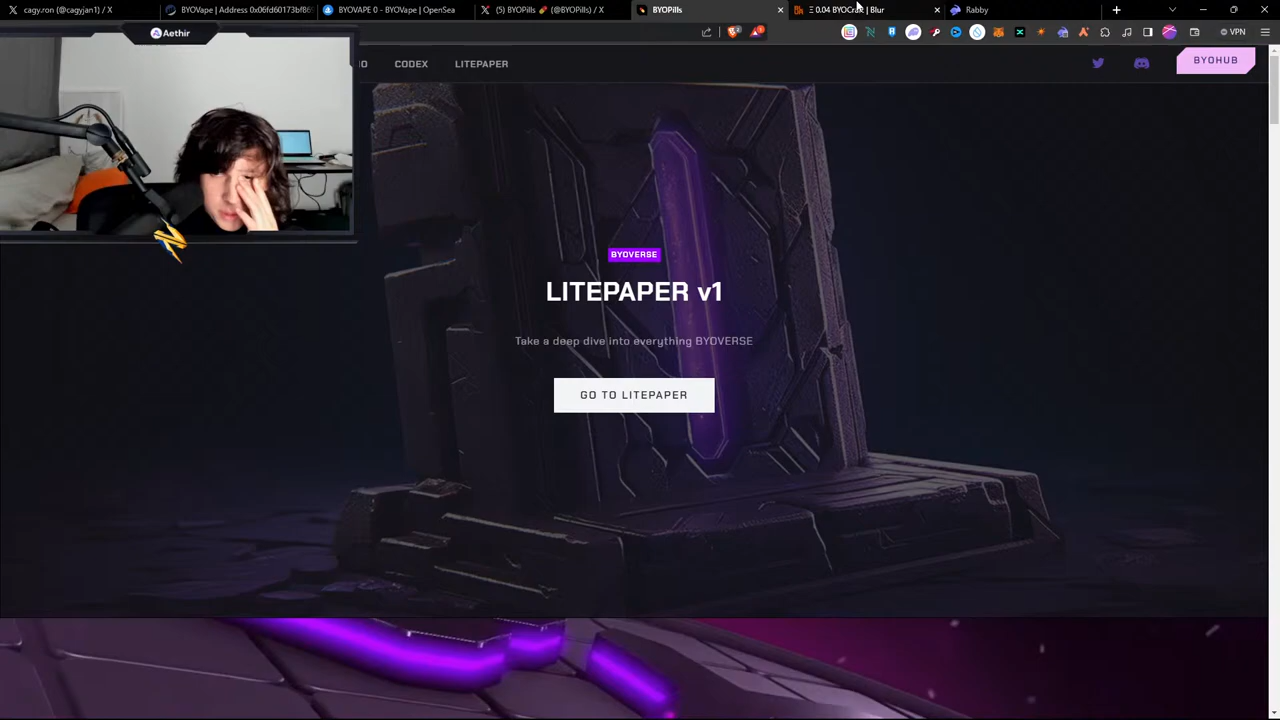 cagy.ron (@cagyjan1) / X
BYOVape | Address 0x06fd60173bf8
BYOVAPE 0 - BYOVape | OpenSea
(5) BYOPills (@BYOPills) / X
BYOPills
Ξ 0.04 BYOCra | Blur
Rabby
VPN
Aethir
D
CODEX
LITEPAPER
BYOHUB
BYOVERSE
LITEPAPER v1
Take a deep dive into everything BYOVERSE
GO TO LITEPAPER